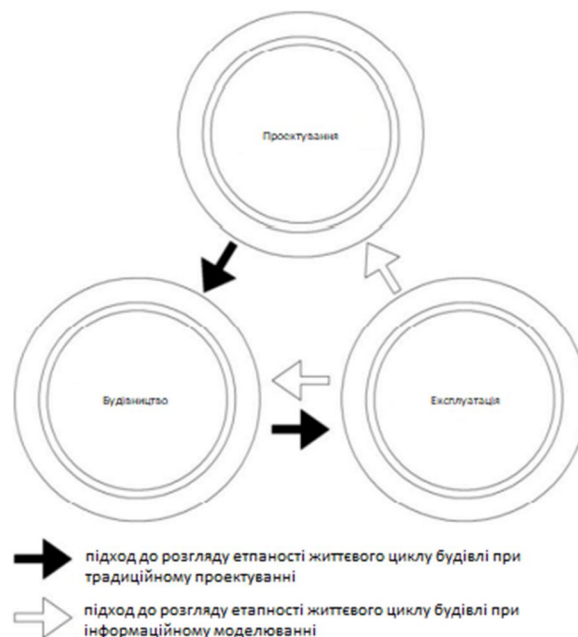 Проектування
Будівництво
Експлуатація
підход до розгляду етпаності життєвого циклу будівлі при
традиційному проектуванні
підход до розгляду етапності життєвого циклу будівлі при
інформаційному моделюванні